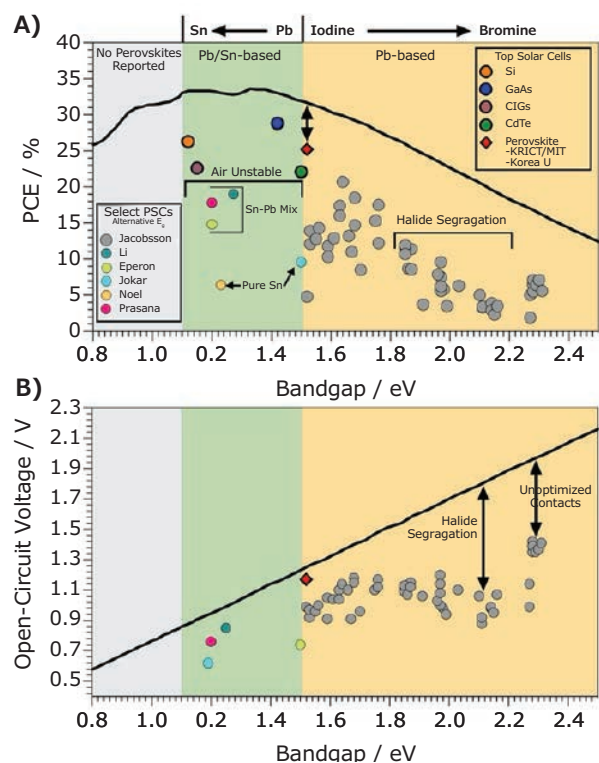 A)
Sn Pb Iodine Bromine
No Perovskites
Reported
Pb/Sn-based
Pb-based
Top Solar Cells
Si
GaAs
CIGs
CdTe
Perovskite
-KRICT/MIT
-Korea U
Air Unstable
Sn-Pb Mix
Halide Segragation
Pure Sn
Select PSCs
Alternative Eg
Jacobsson
Li
Eperon
Jokar
Noel
Prasana
PCE / %
40
35
30
25
20
15
10
5
0
0.8 1.0 0.2 1.4 1.6 1.8 2.0 2.2 2.4
Bandgap / eV
B)
Open-Circuit Voltage / V
2.3
2.1
1.9
1.7
1.5
1.3
1.1
0.9
0.7
0.5
Halide
Segragation
Unoptimized
Contacts
0.8 1.0 0.2 1.4 1.6 1.8 2.0 2.2 2.4
Bandgap / eV